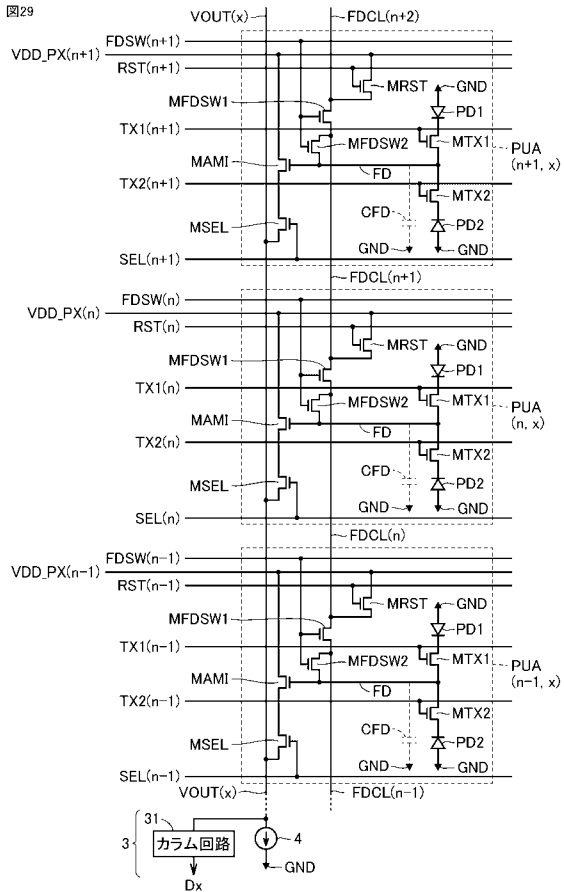 図29
VOUT(x)
FDCL(n+2)
FDSW(n+1)
VDD_PX(n+1)
RST(n+1)
MRST
GND
MFDSW1
PD1
TX1(n+1)
MTX1
MFDSW2
PUA
(n+1, x)
MAMI
FD
TX2(n+1)
MTX2
CFD
MSEL
PD2
GND
GND
SEL(n+1)
FDCL(n+1)
FDSW(n)
VDD_PX(n)
RST(n)
MRST
GND
MFDSW1
PD1
TX1(n)
MTX1
MFDSW2
PUA
(n, x)
MAMI
FD
TX2(n)
MTX2
CFD
MSEL
PD2
GND
GND
SEL(n)
FDCL(n)
FDSW(n-1)
VDD_PX(n-1)
RST(n-1)
MRST
GND
MFDSW1
PD1
TX1(n-1)
MTX1
MFDSW2
PUA
(n-1, x)
MAMI
FD
TX2(n-1)
MTX2
CFD
MSEL
PD2
GND
GND
SEL(n-1)
VOUT(x)
FDCL(n-1)
31
3
カラム回路
4
GND
Dx